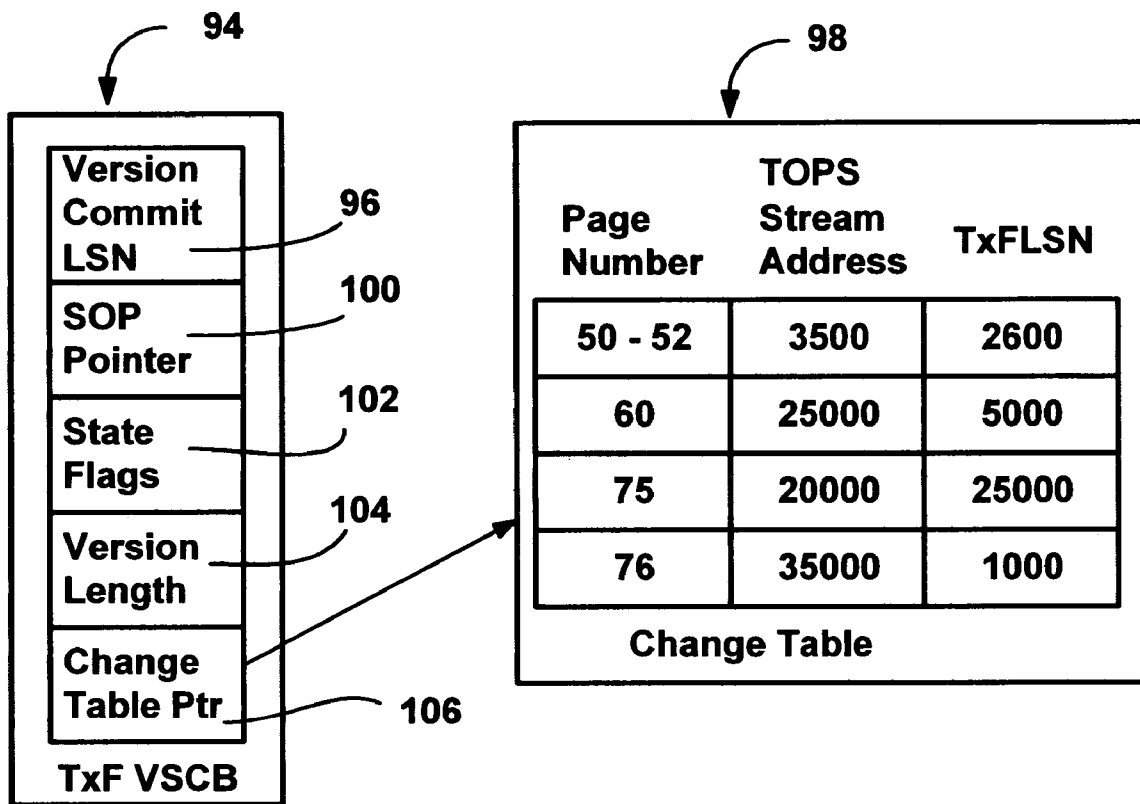 94
Version
Commit
LSN
96
SOP
Pointer
100
State
Flags
102
Version
Length
104
Change
Table Ptr
106
TxF VSCB
98
Page
Number
TOPS
Stream
Address
TxFLSN
50 - 52 3500 2600
60 25000 5000
75 20000 25000
76 35000 1000
Change Table